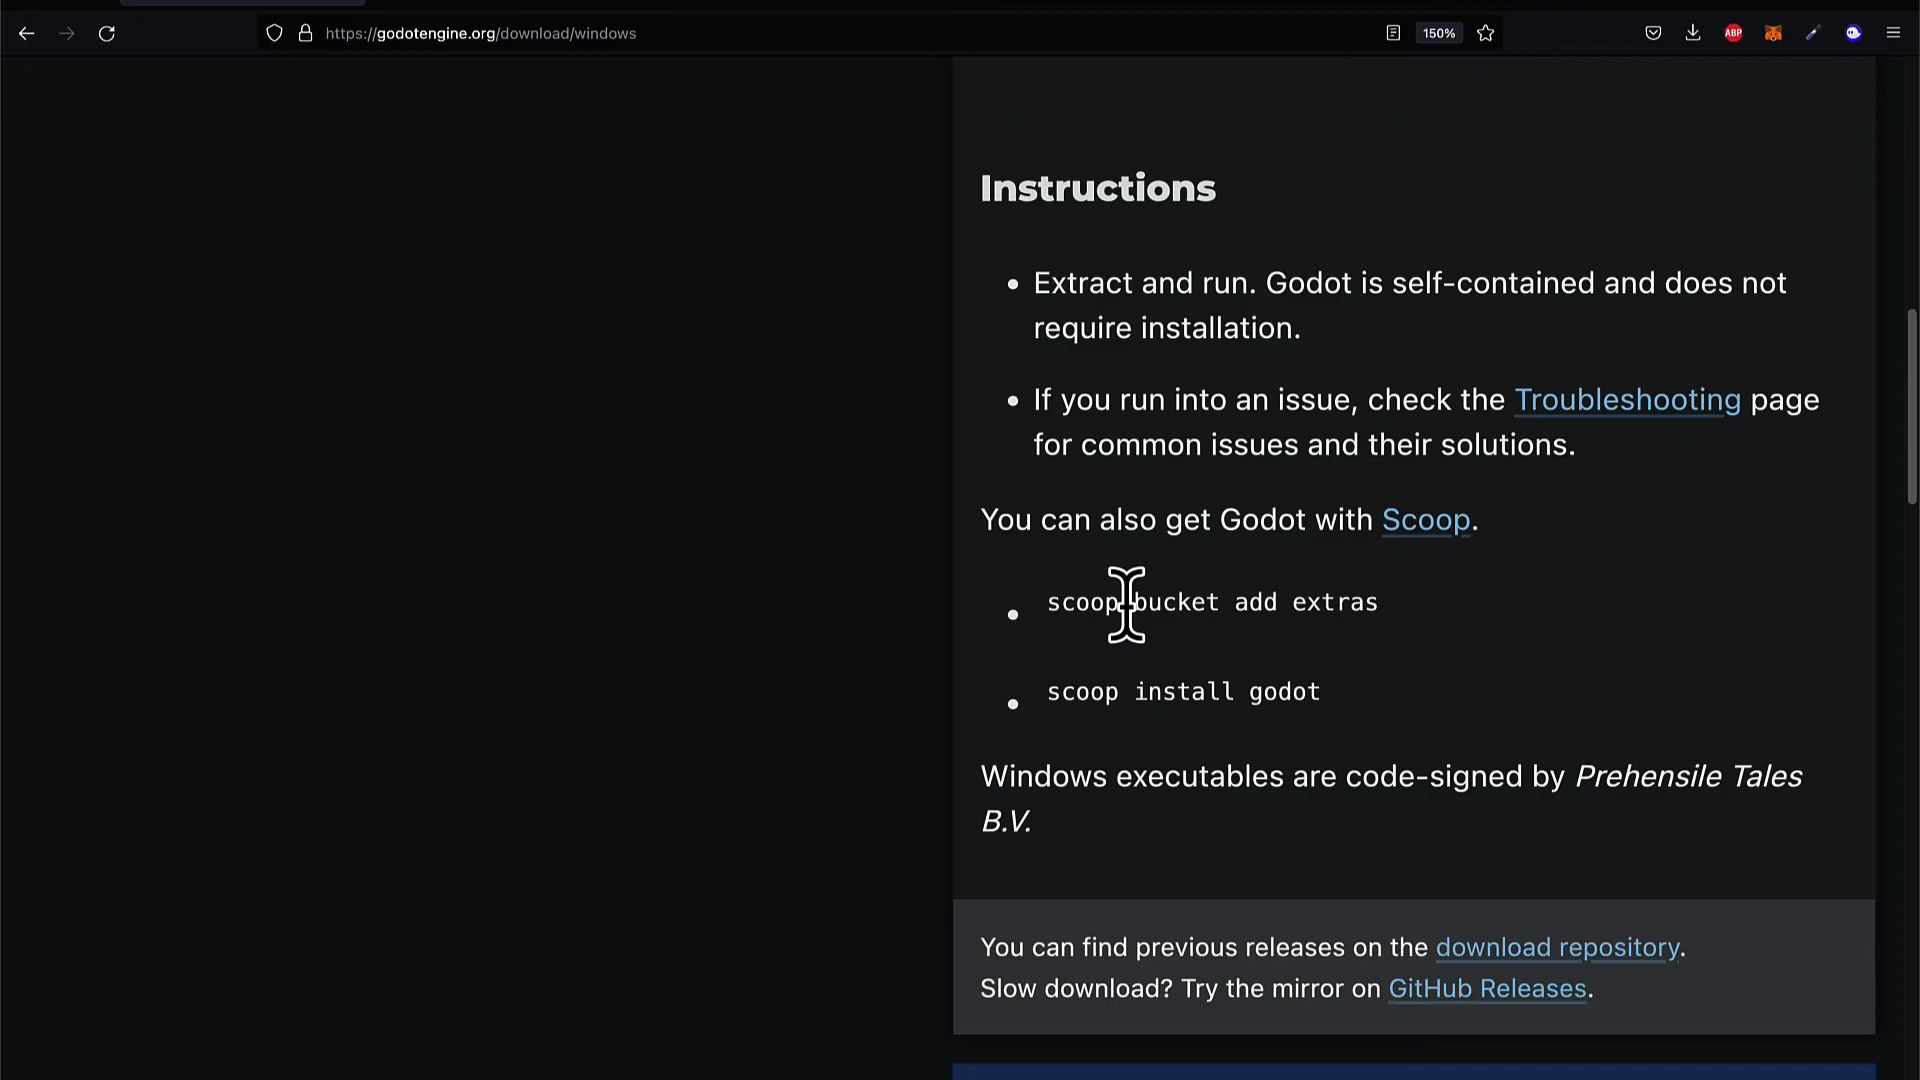 https://godotengine.org/download/windows
150%
ABP
Instructions
• Extract and run. Godot is self-contained and does not
require installation.
• If you run into an issue, check the Troubleshooting page
for common issues and their solutions.
You can also get Godot with Scoop.
• scoop bucket add extras
• scoop install godot
Windows executables are code-signed by Prehensile Tales
B.V.
You can find previous releases on the download repository.
Slow download? Try the mirror on GitHub Releases.